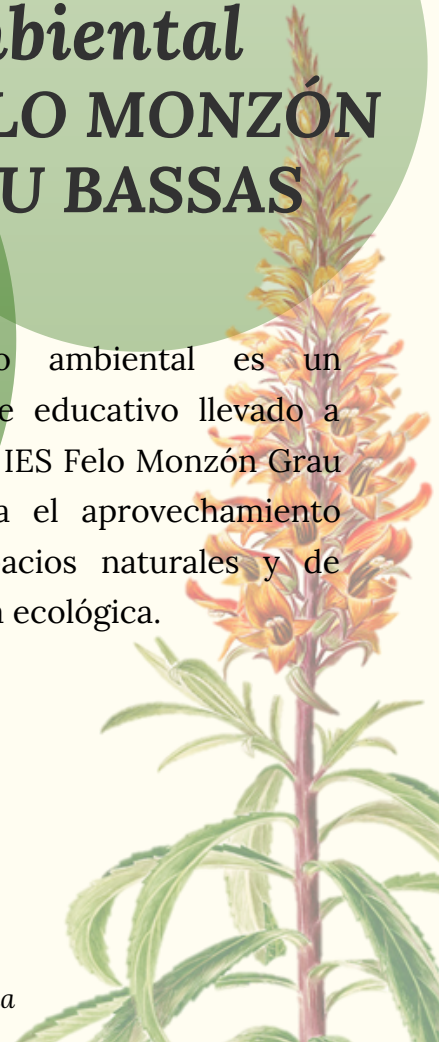 mbiental
LO MONZÓN
U BASSAS
o ambiental es un
e educativo llevado a
IES Felo Monzón Grau
a el aprovechamiento
acios naturales y de
n ecológica.
a